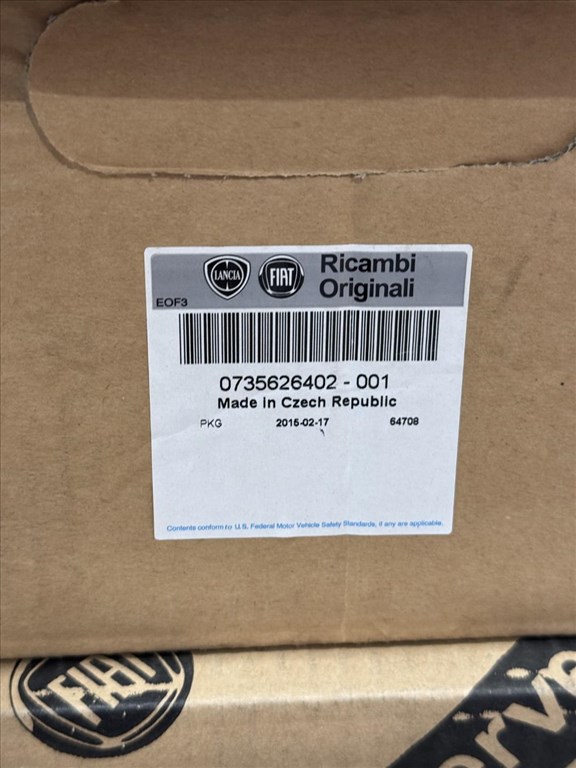 LANCIA FIAT Ricambi
Originali
EOF3
0735626402 - 001
Made in Czech Republic
PKG 2015-02-17 64708
Contents conform to U.S. Federal Motor Vehicle Safety Standards, if any are applicable.
FIAT